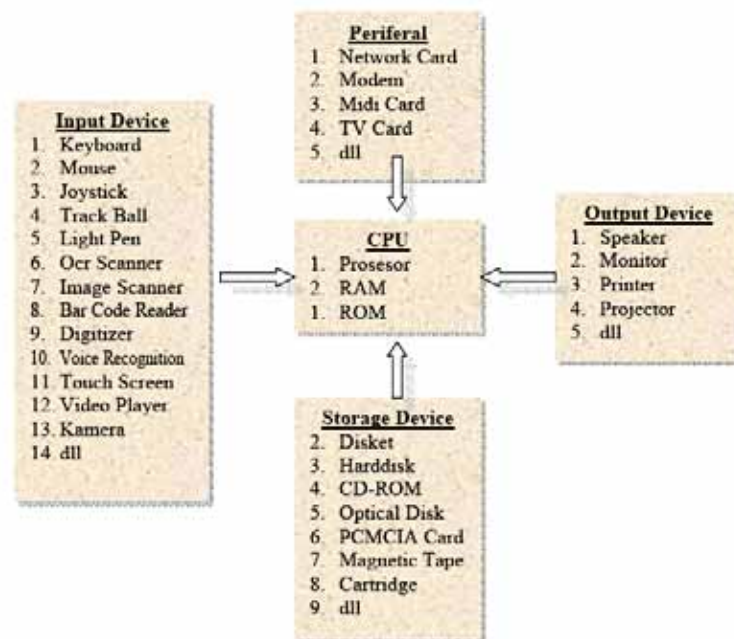 Periferal
1. Network Card
2. Modem
3. Midi Card
4. TV Card
5. dll
Input Device
1. Keyboard
2. Mouse
3. Joystick
4. Track Ball
5. Light Pen
6. Ocr Scanner
7. Image Scanner
8. Bar Code Reader
9. Digitizer
10. Voice Recognition
11. Touch Screen
12. Video Player
13. Kamera
14. dll
CPU
1. Prosesor
2. RAM
1. ROM
Output Device
1. Speaker
2. Monitor
3. Printer
4. Projector
5. dll
Storage Device
2. Disket
3. Harddisk
4. CD-ROM
5. Optical Disk
6. PCMCIA Card
7. Magnetic Tape
8. Cartridge
9. dll